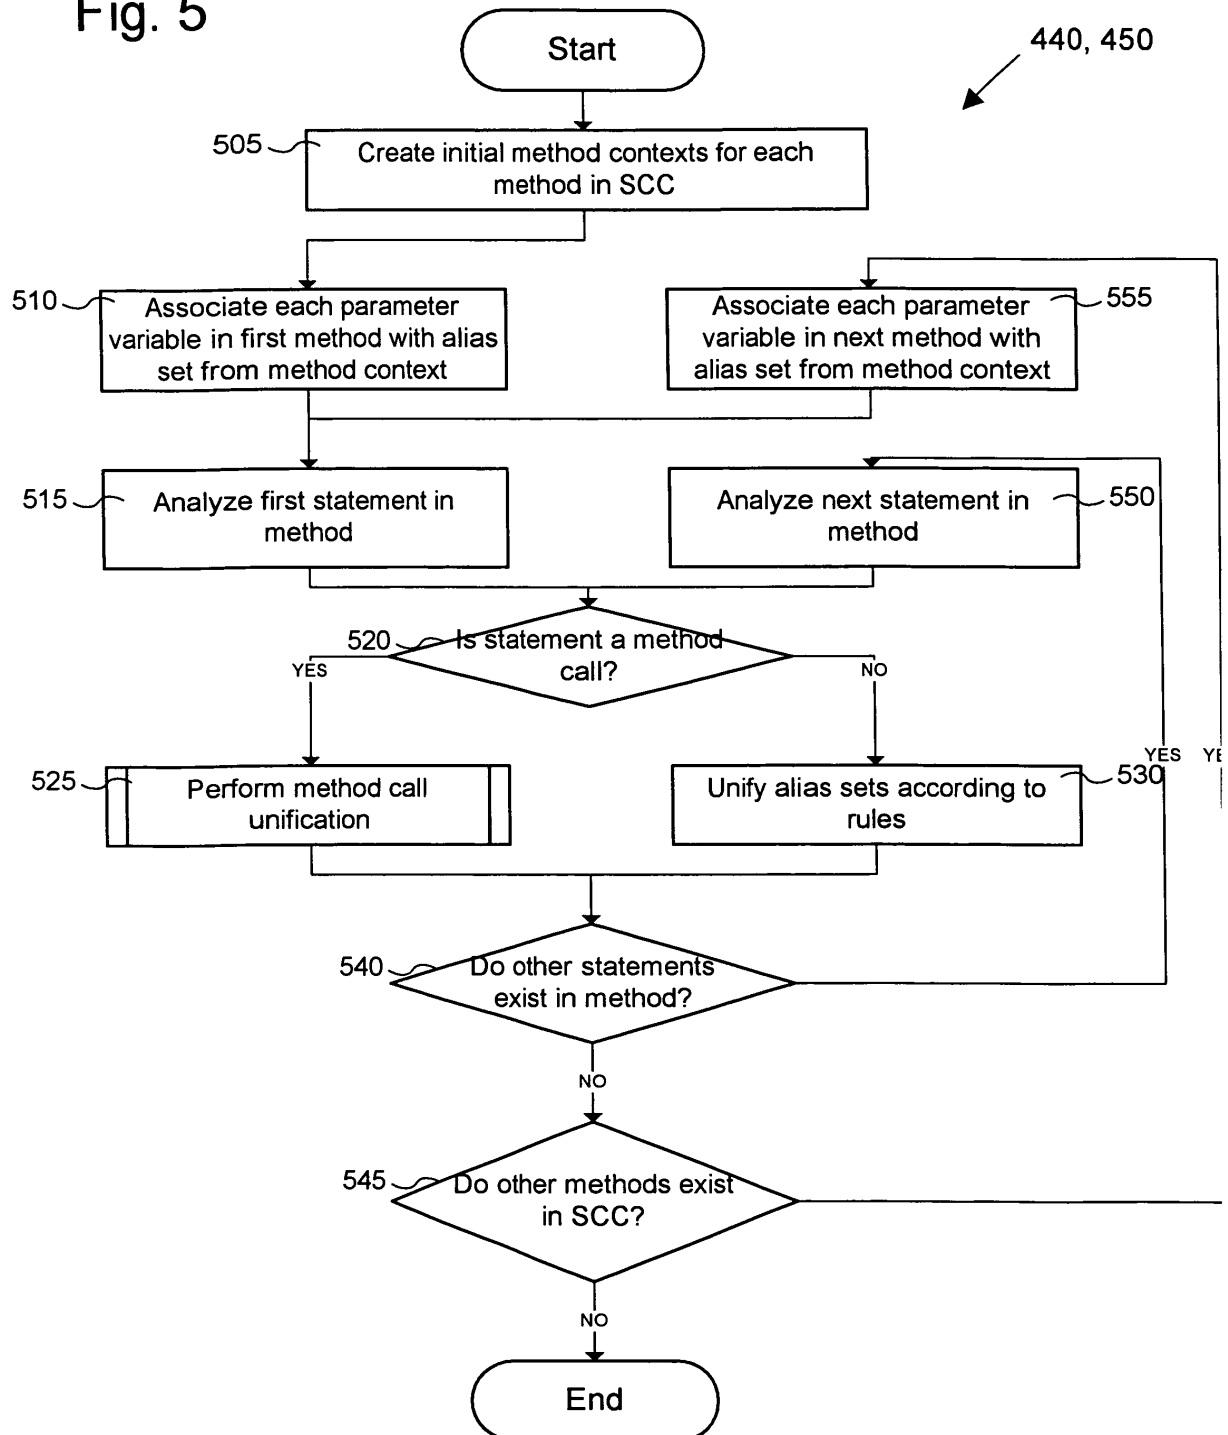 Fig. 5
Start
440, 450
505
Create initial method contexts for each
method in SCC
510
Associate each parameter
variable in first method with alias
set from method context
Associate each parameter
variable in next method with
alias set from method context
555
515
Analyze first statement in
method
Analyze next statement in
method
550
520
Is statement a method
call?
YES
NO
YES
525
Perform method call
unification
Unify alias sets according to
rules
530
540
Do other statements
exist in method?
NO
545
Do other methods exist
in SCC?
NO
End